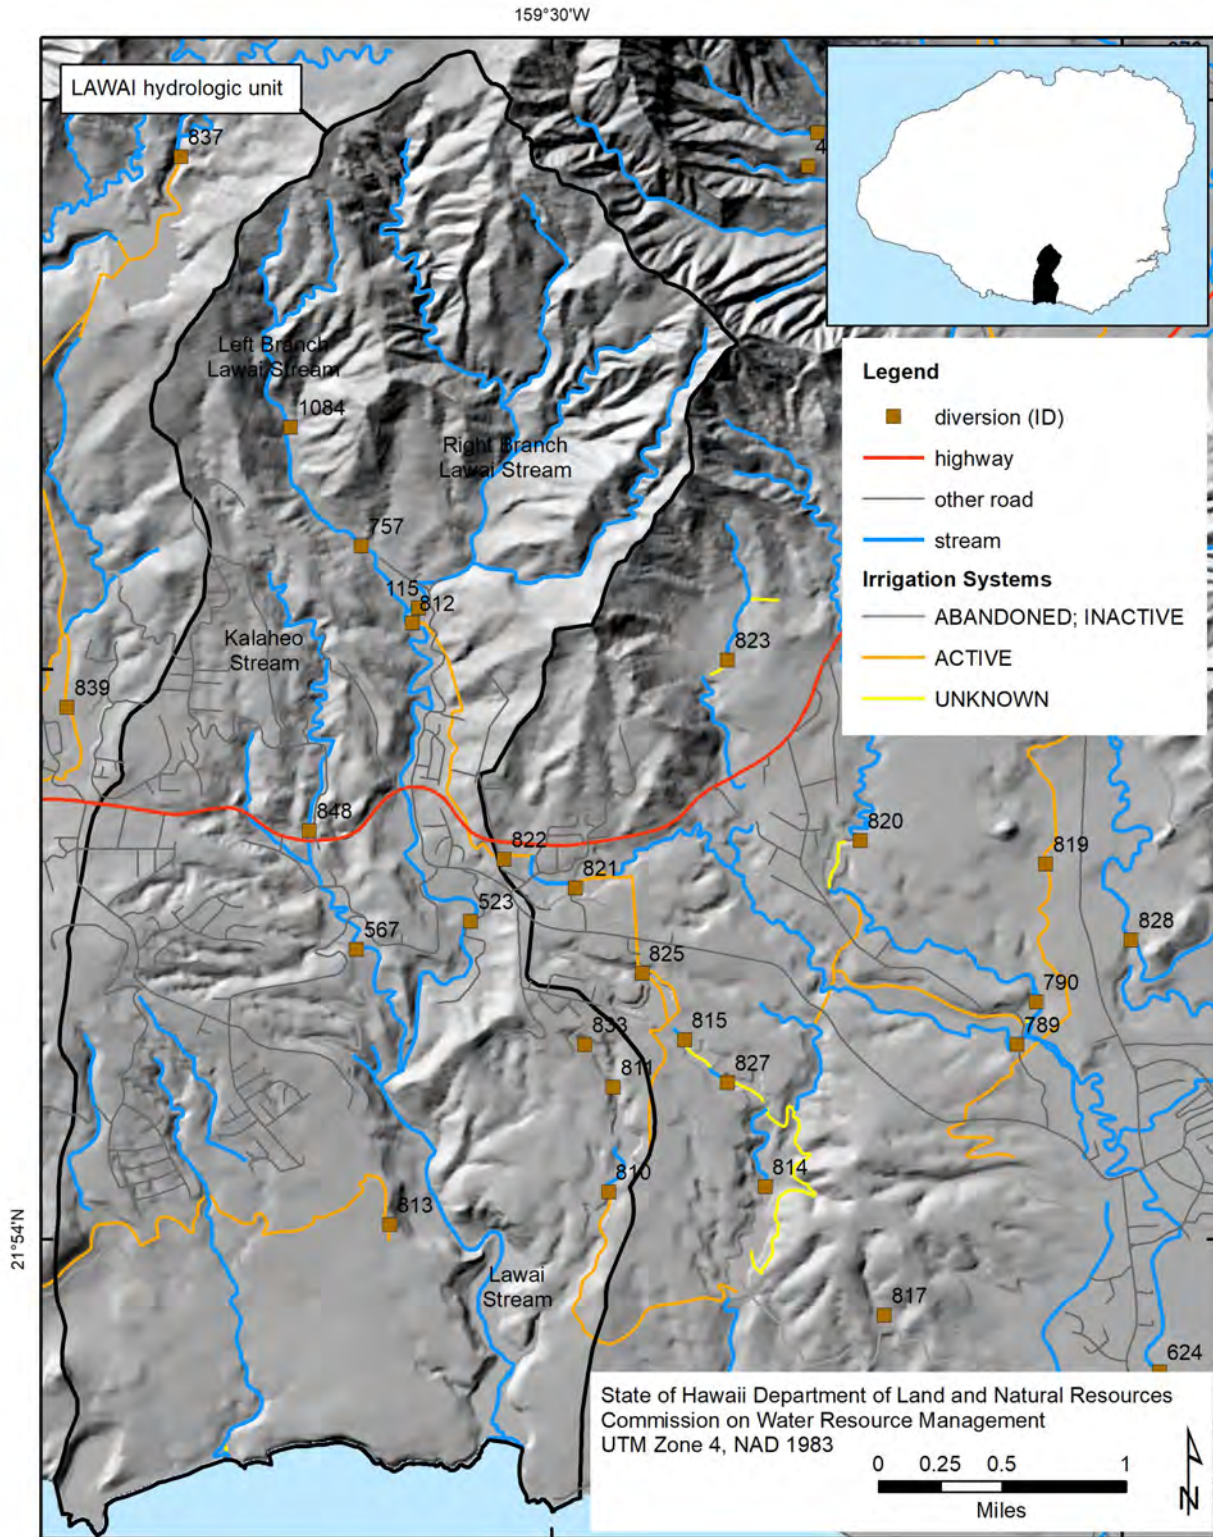 159°30'W
LAWAI hydrologic unit
837
4
Left Branch
Lawai Stream
1084
Right Branch
Lawai Stream
757
115
812
Kalaheo
Stream
823
839
848
822
821
820
819
523
567
828
825
790
833
815
789
811
827
810
814
813
21°54'N
Lawai
Stream
817
624
Legend
diversion (ID)
highway
other road
stream
Irrigation Systems
ABANDONED; INACTIVE
ACTIVE
UNKNOWN
State of Hawaii Department of Land and Natural Resources
Commission on Water Resource Management
UTM Zone 4, NAD 1983
0 0.25 0.5 1
Miles
N